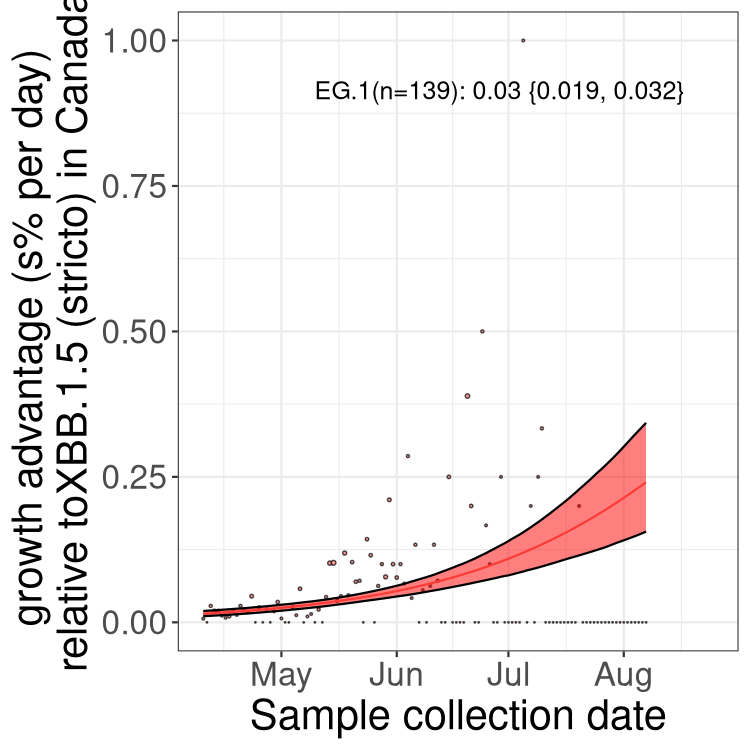 growth advantage (s% per day)
relative toXBB.1.5 (stricto) in Canada
1.00
0.75
0.50
0.25
0.00
EG.1(n=139): 0.03 {0.019, 0.032}
May Jun Jul Aug
Sample collection date